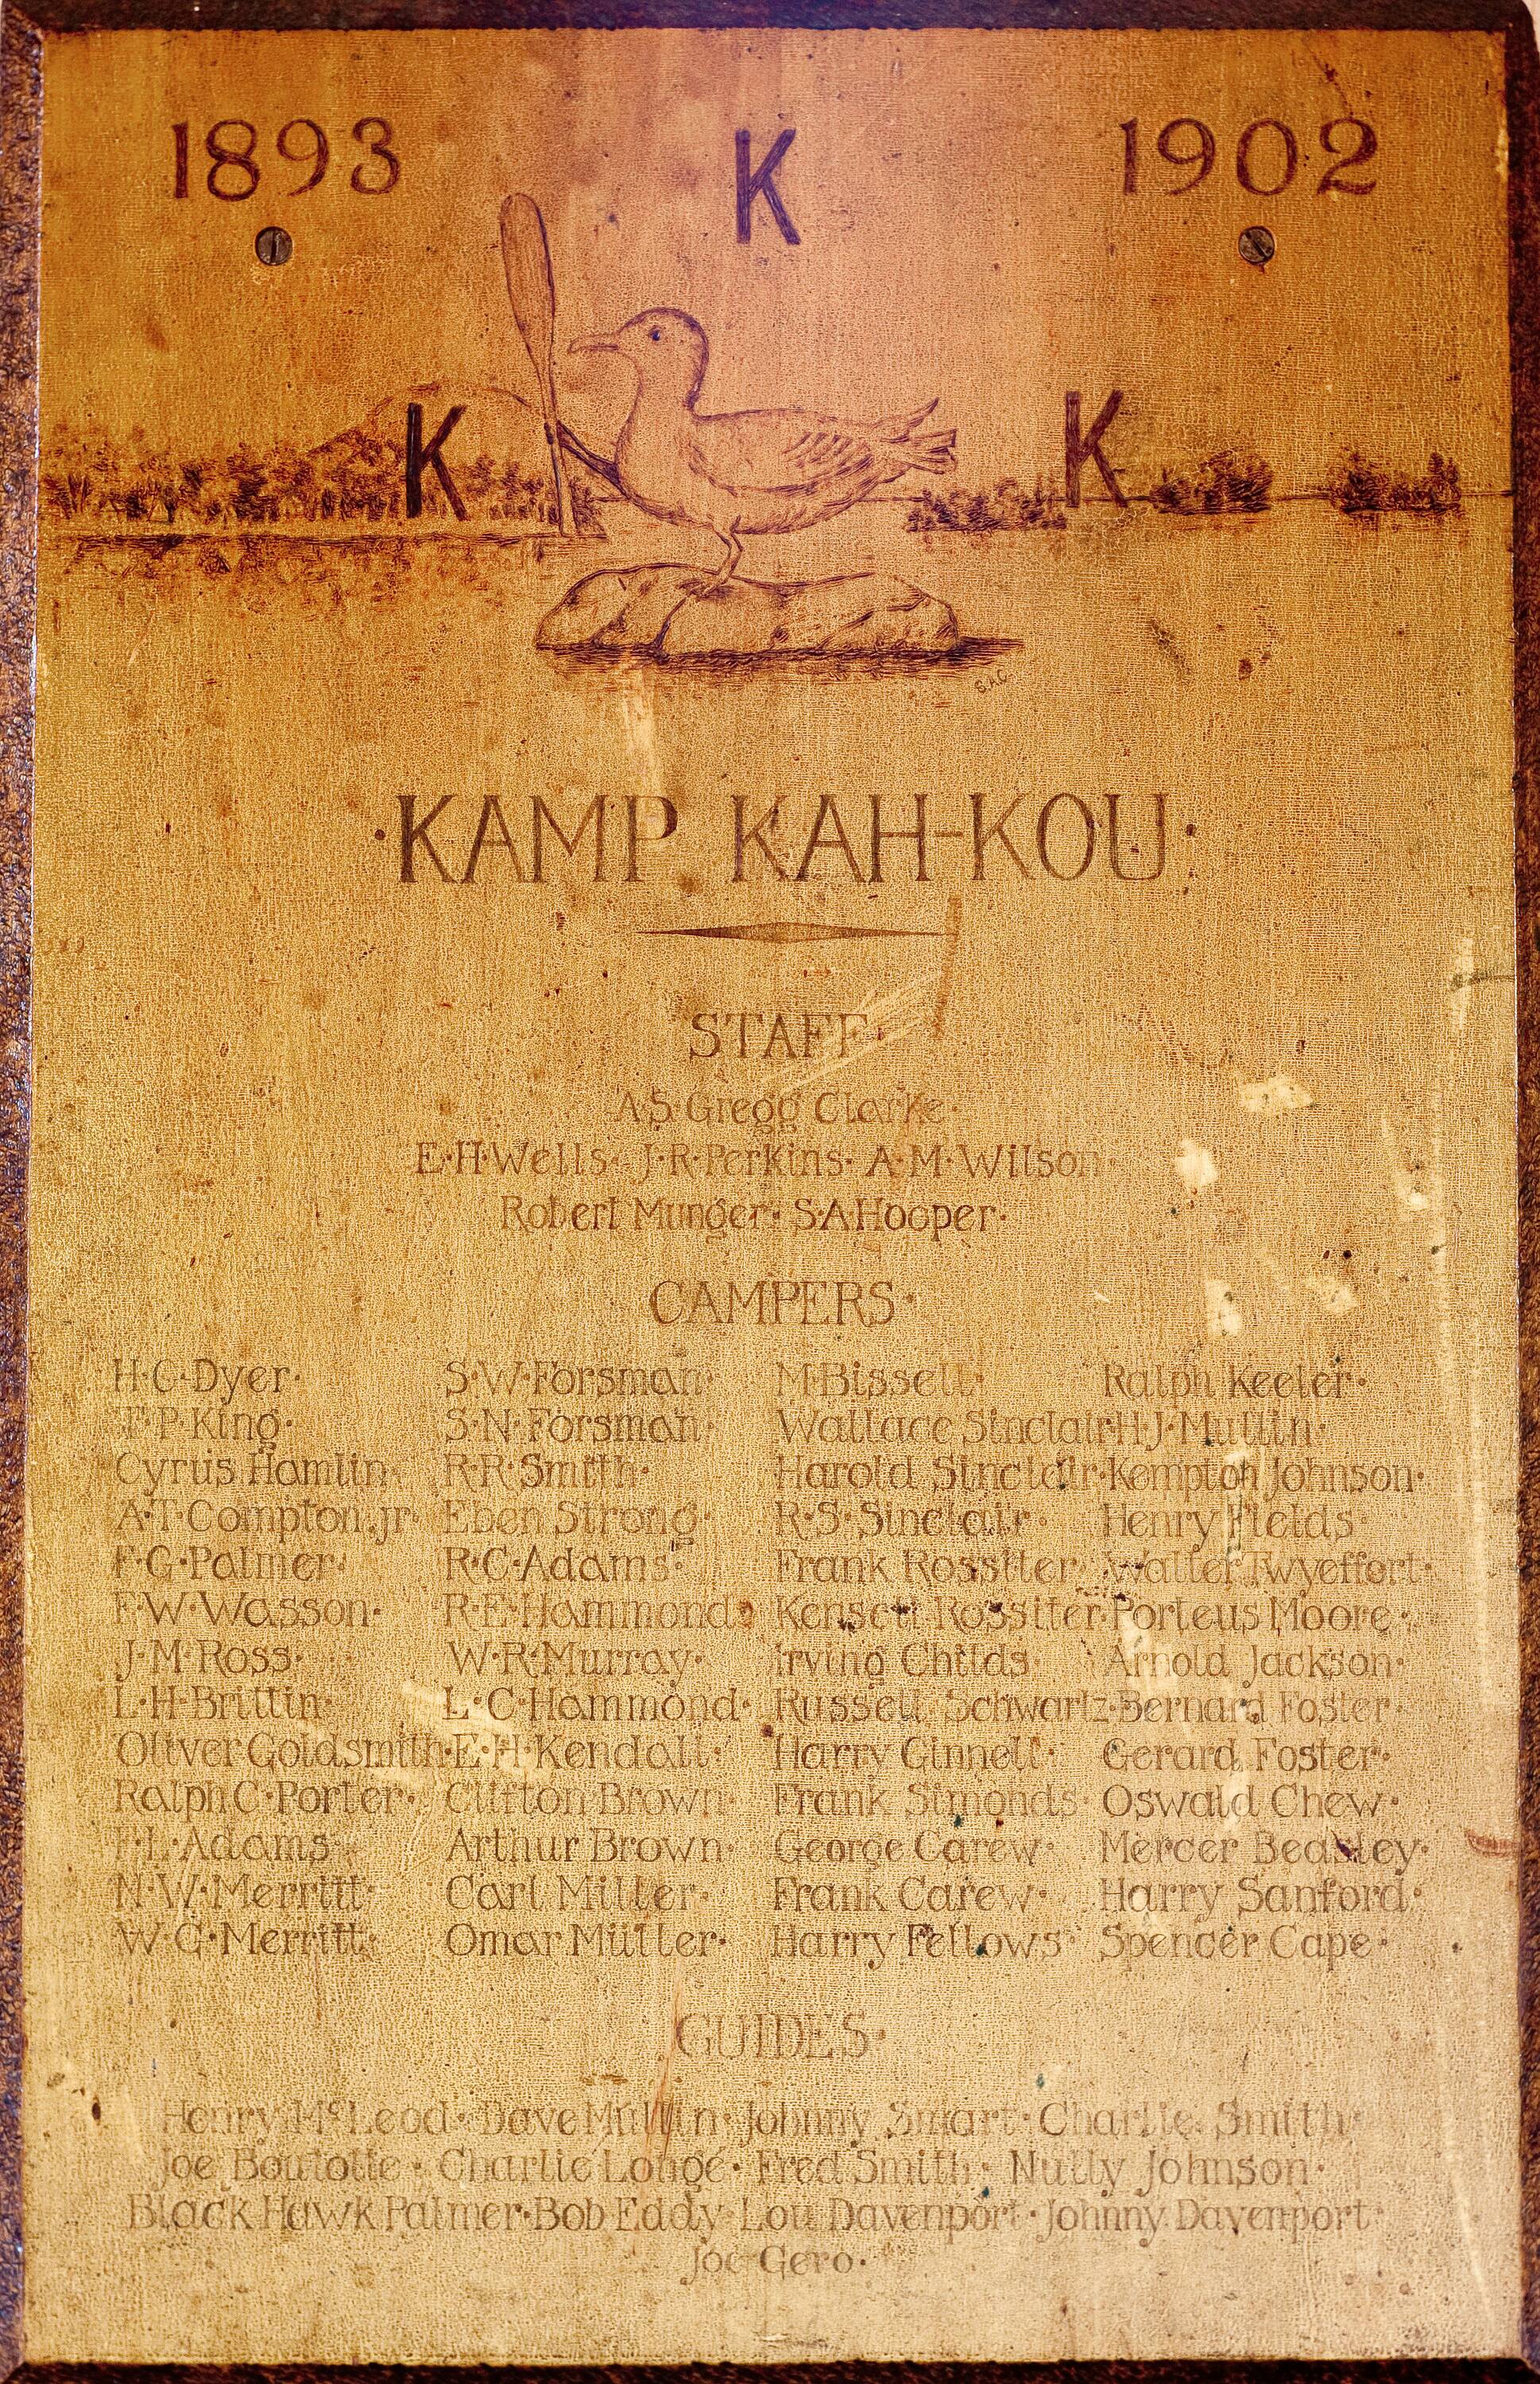 1893 K 1902
K K
S.A.C.
·KAMP KAH-KOU·
STAFF·
A·S·Gregg Clarke·
E·H·Wells· J·R·Perkins· A·M·Wilson·
Robert Munger· S·A·Hooper·
CAMPERS·
H·C·Dyer· S·W·Forsman· M·Bissell· Ralph Keeler·
F·P·King· S·N·Forsman· Wallace Sinclair· H·J·Mullin·
Cyrus Hamlin· R·R·Smith· Harold Sinclair· Kempton Johnson·
A·T·Compton.jr· Eben Strong· R·S·Sinclair· Henry Fields·
F·G·Palmer· R·C·Adams· Frank Rossiter· Walter Twyeffort·
F·W·Wasson· R·E·Hammond· Kensett Rossiter· Porteus Moore·
J·M·Ross· W·R·Murray· Irving Childs· Arnold Jackson·
L·H·Brittin· L·C·Hammond· Russell Schwartz· Bernard Foster·
Oliver Goldsmith· E·H·Kendall· Harry Ginnell· Gerard Foster·
Ralph C·Porter· Clifton Brown· Frank Simonds· Oswald Chew·
F·L·Adams· Arthur Brown· George Carew· Mercer Beasley·
N·W·Merritt· Carl Miller· Frank Carew· Harry Sanford·
W·G·Merritt· Omar Müller· Harry Fellows· Spencer Cape·
GUIDES·
Henry McLeod· Dave Mullin· Johnny Smart· Charlie Smith·
Joe Boutotte· Charlie Longé· Fred Smith· Nully Johnson·
Black Hawk Palmer· Bob Eddy· Lou Davenport· Johnny Davenport·
Joe Gero·